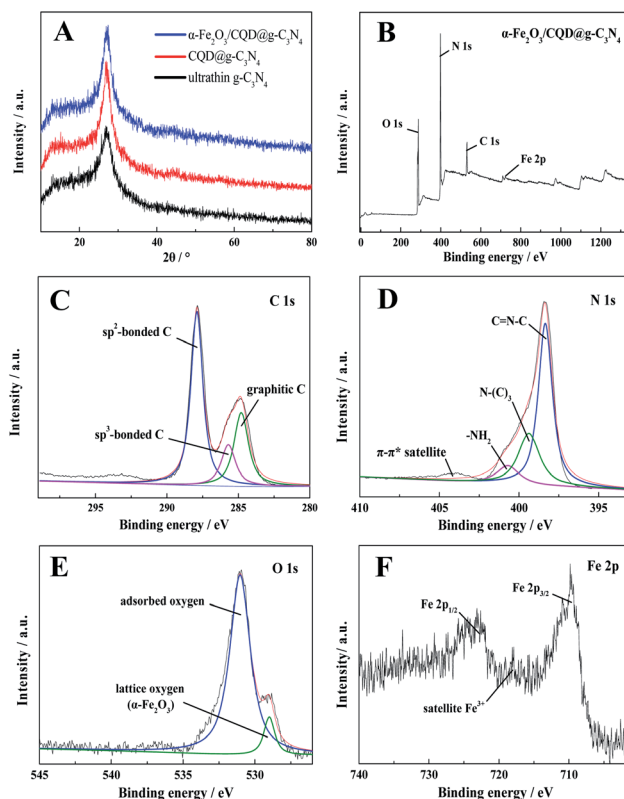 A
α-Fe₂O₃/CQD@g-C₃N₄
CQD@g-C₃N₄
ultrathin g-C₃N₄
Intensity / a.u.
20 40 60 80
2θ / °
B
α-Fe₂O₃/CQD@g-C₃N₄
N 1s
O 1s
C 1s
Fe 2p
Intensity / a.u.
0 200 400 600 800 1000 1200
Binding energy / eV
C
C 1s
sp²-bonded C
graphitic C
sp³-bonded C
Intensity / a.u.
295 290 285 280
Binding energy / eV
D
N 1s
C=N-C
N-(C)₃
-NH₂
π-π* satellite
Intensity / a.u.
410 405 400 395
Binding energy / eV
E
O 1s
adsorbed oxygen
lattice oxygen
(α-Fe₂O₃)
Intensity / a.u.
545 540 535 530
Binding energy / eV
F
Fe 2p
Fe 2p₃/₂
Fe 2p₁/₂
satellite Fe³⁺
Intensity/ a.u.
740 730 720 710
Binding energy / eV